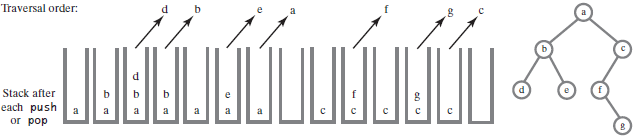 Traversal order: d b e a f g c
d
Stack after b b b e f g
each push a a a a a a a c c c c c
or pop
a
b c
d e f
g